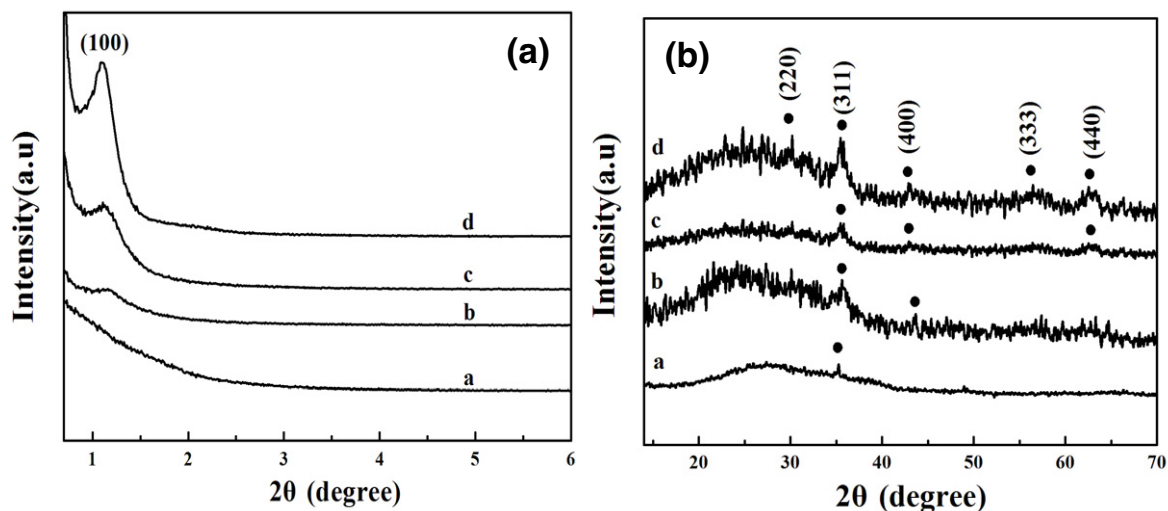 (a)
(100)
d
c
b
a
Intensity(a.u)
1 2 3 4 5 6
2θ (degree)
(b)
(220)
(311)
(400)
(333)
(440)
d
c
b
a
Intensity(a.u)
20 30 40 50 60 70
2θ (degree)